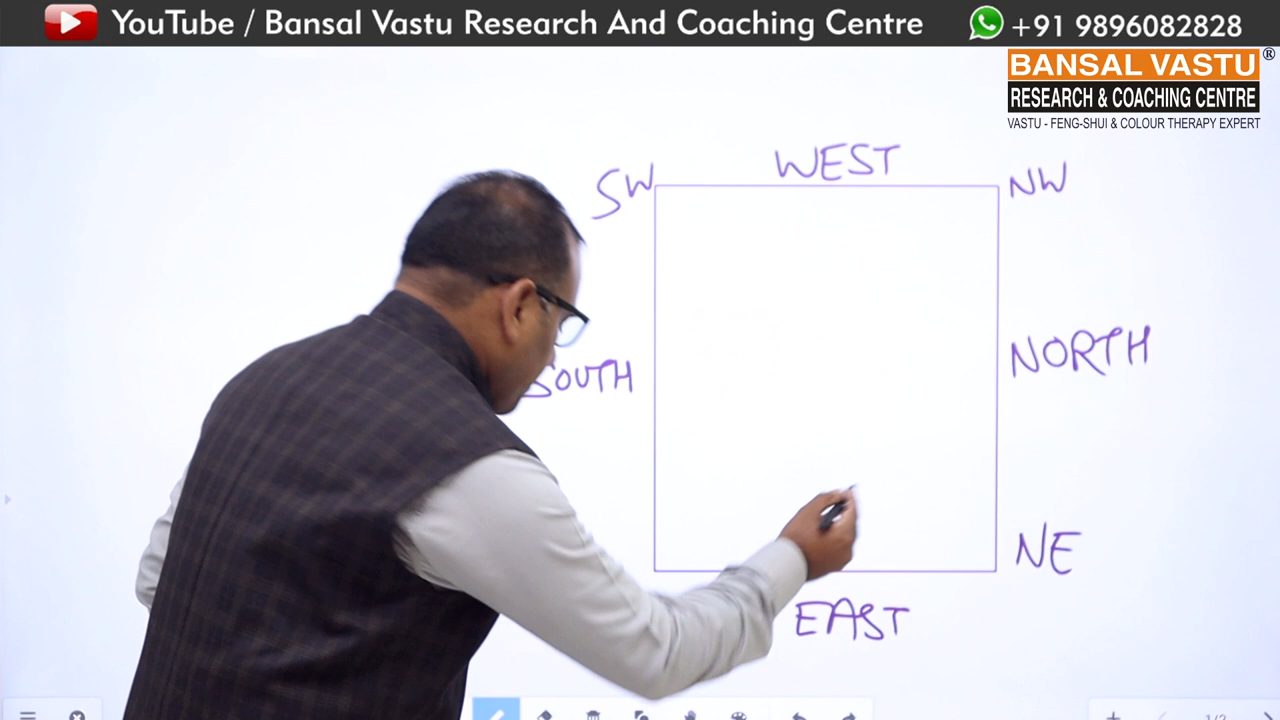 YouTube / Bansal Vastu Research And Coaching Centre
+91 9896082828
BANSAL VASTU®
RESEARCH & COACHING CENTRE
VASTU - FENG-SHUI & COLOUR THERAPY EXPERT
SW WEST NW
SOUTH NORTH
NE
EAST